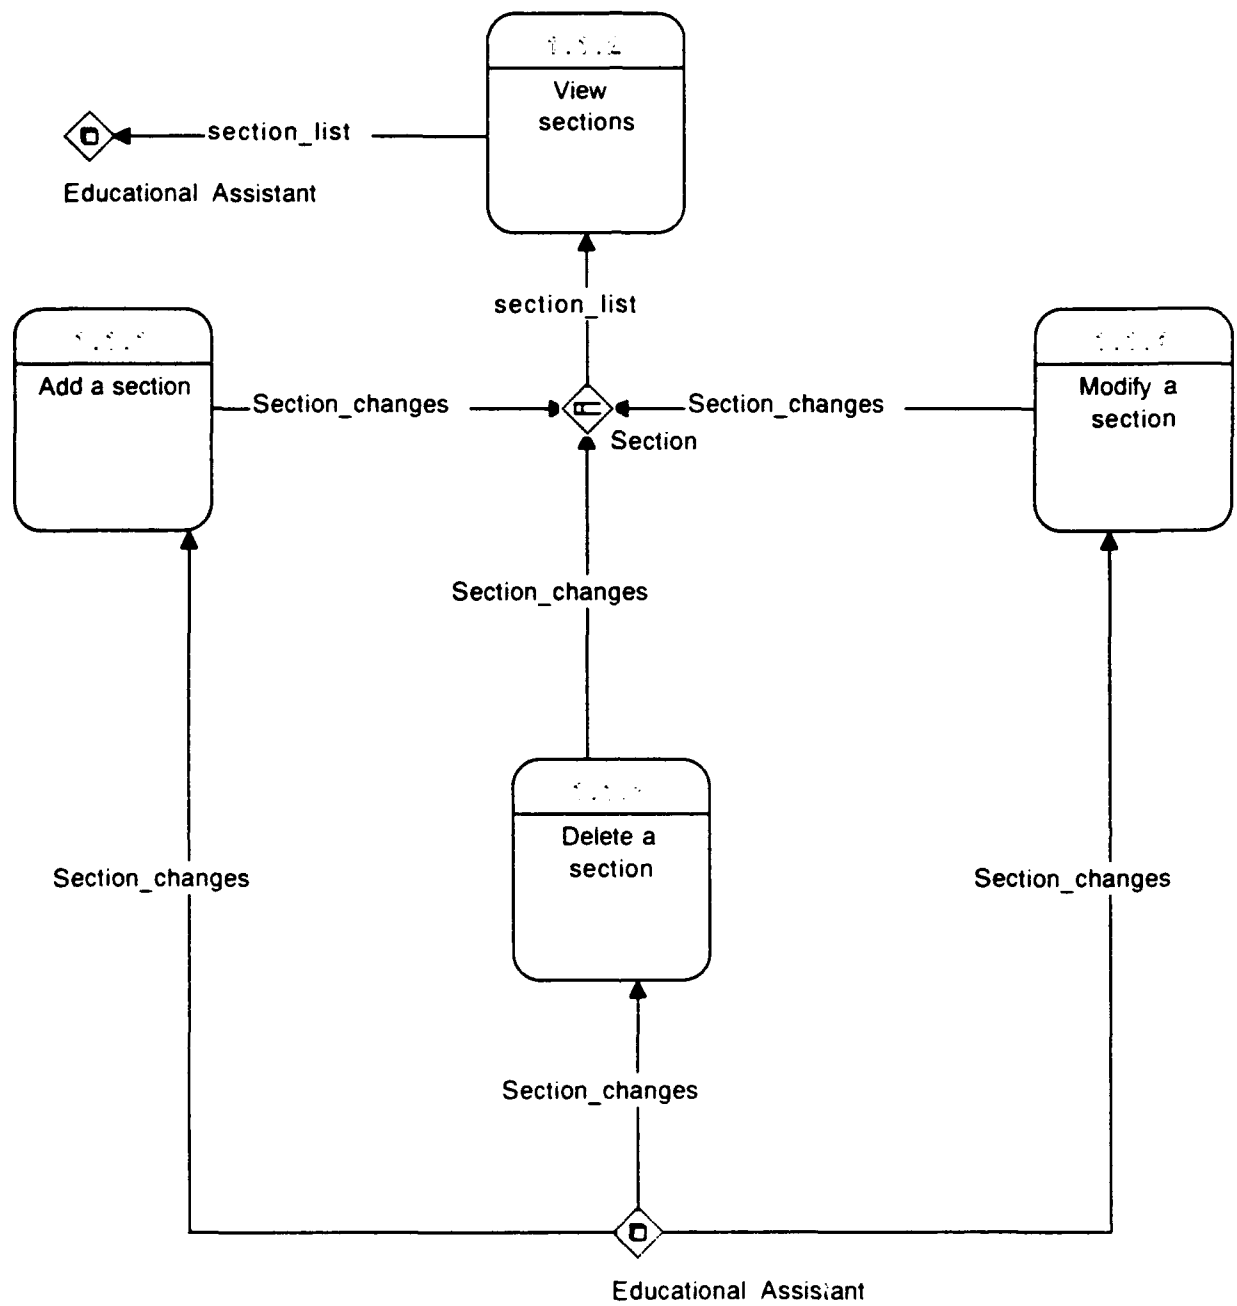 View
sections
section_list
Educational Assistant
section_list
Add a section
Section_changes
Section_changes
Modify a
section
Section
Section_changes
Delete a
section
Section_changes
Section_changes
Section_changes
Educational Assistant